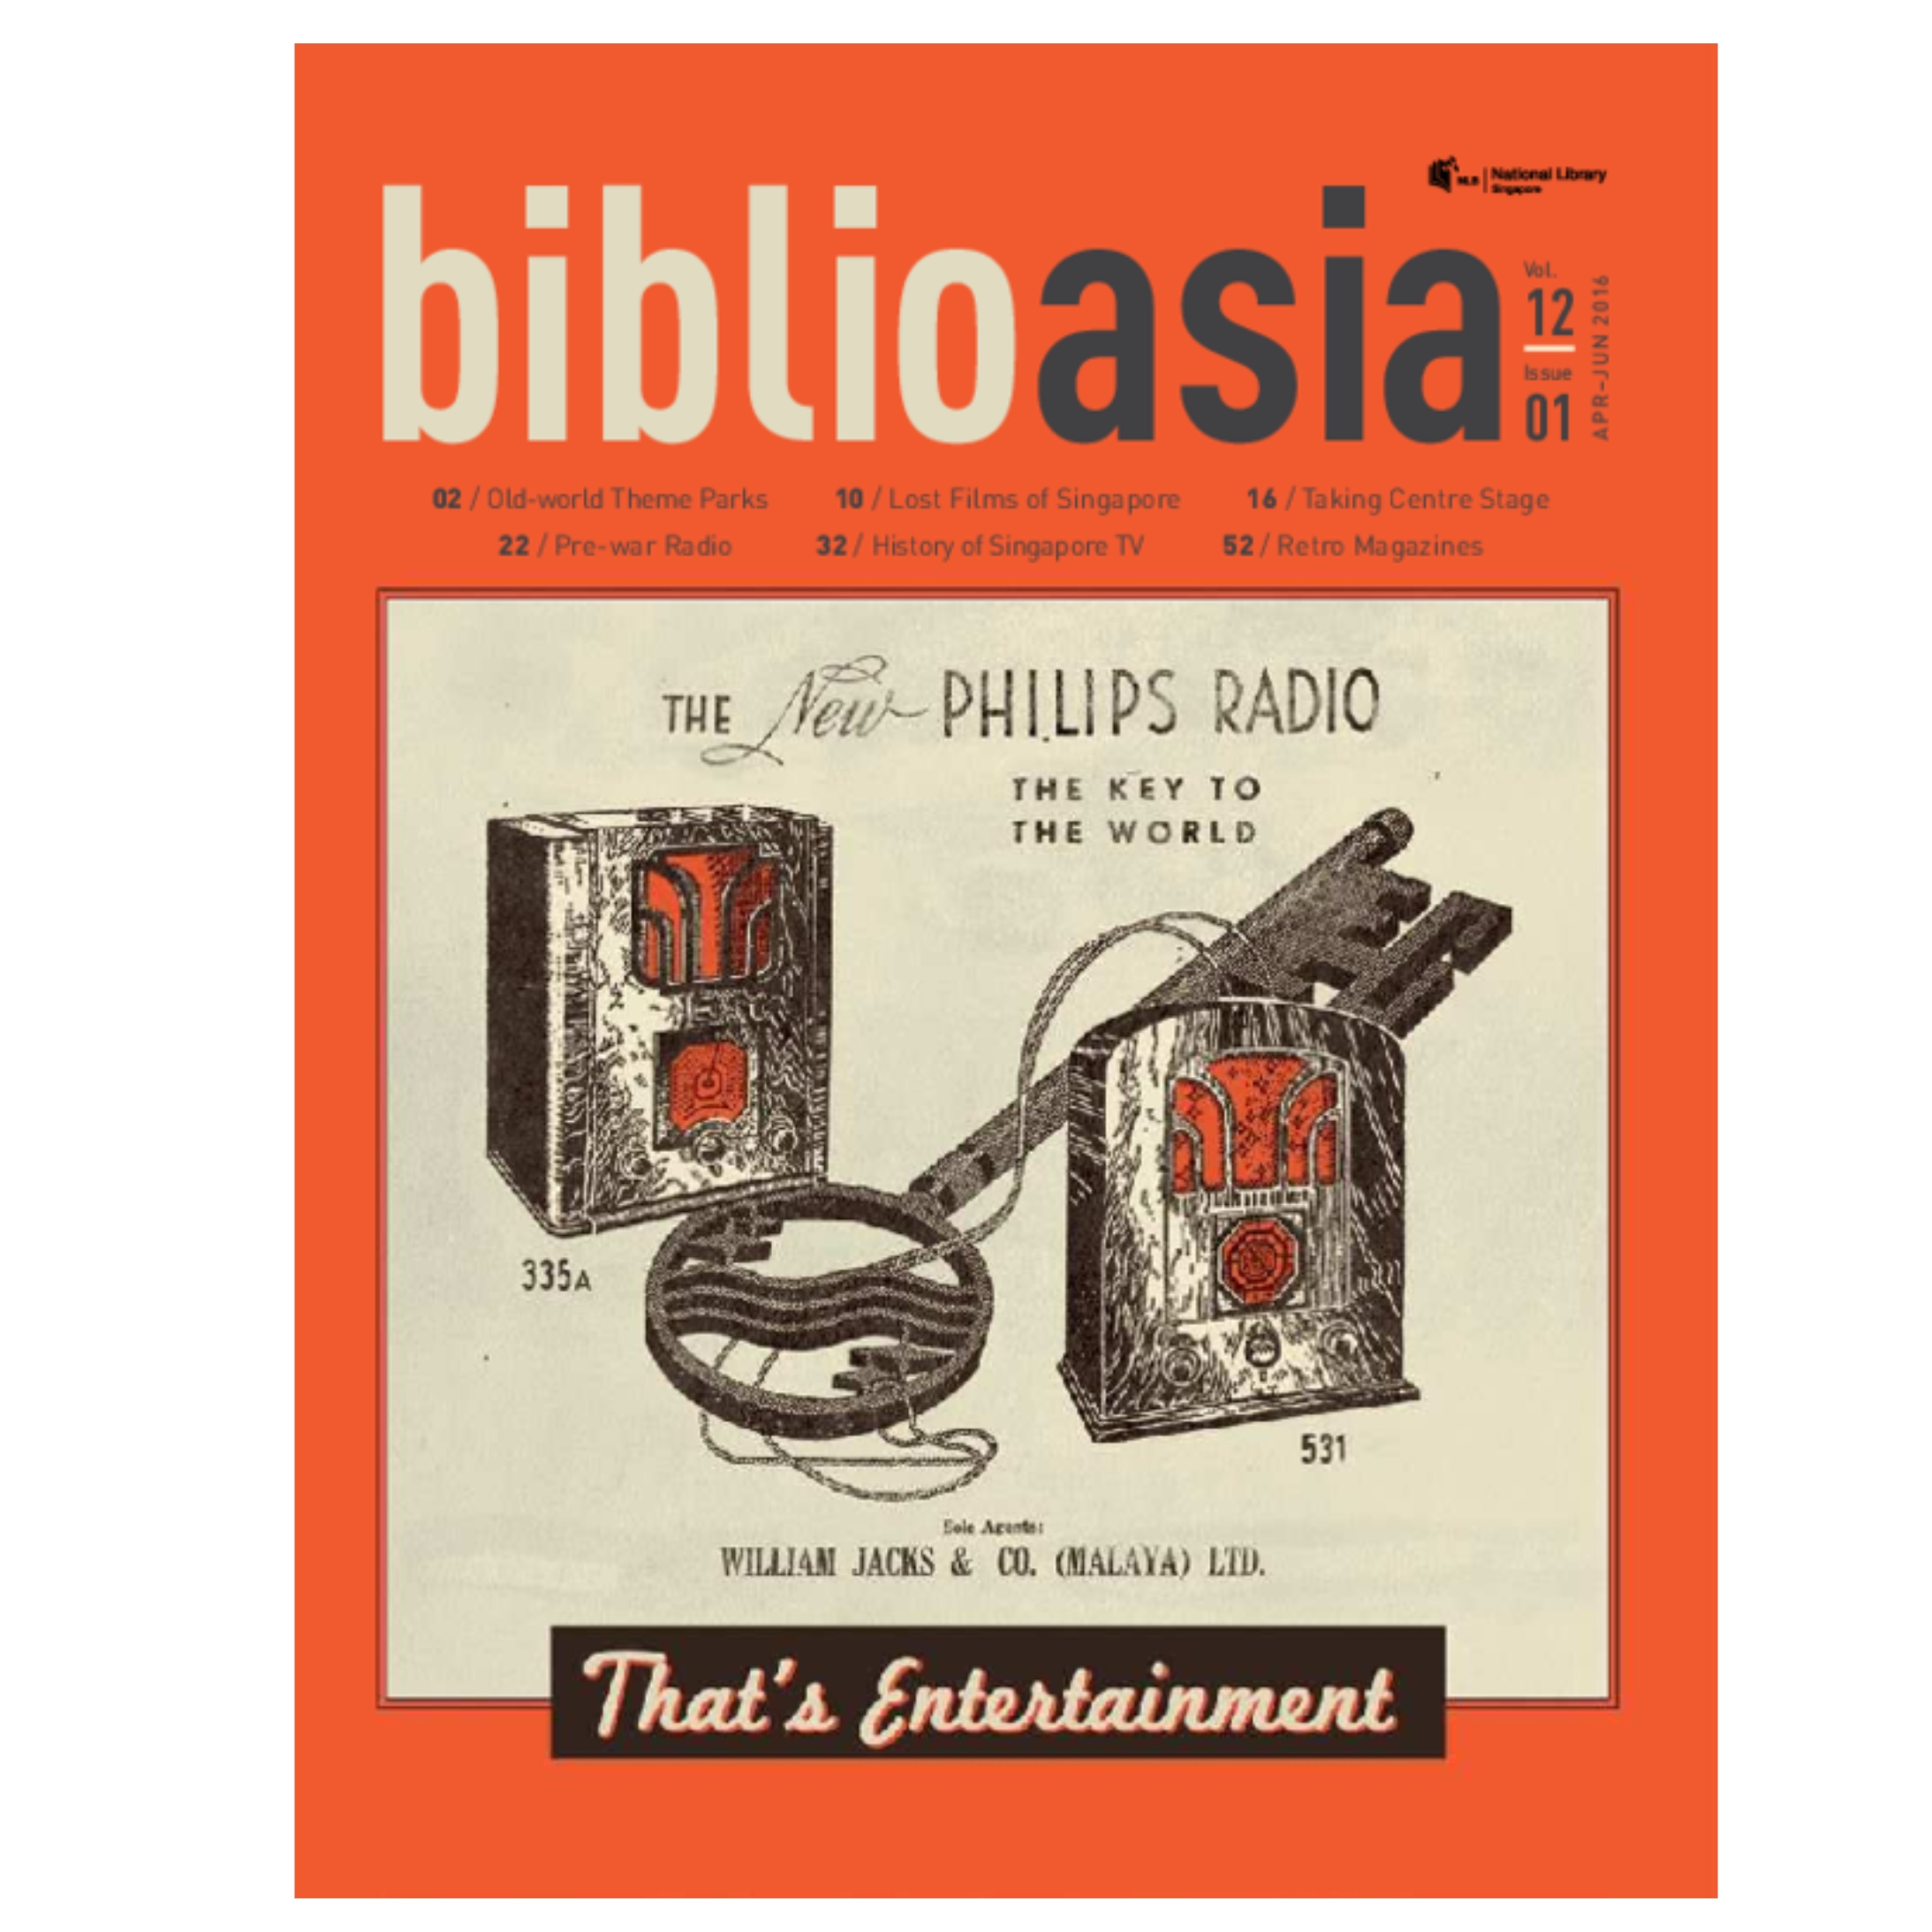 NLB | National Library
Singapore
biblioasia
Vol.
12
Issue
01
APR–JUN 2016
02 / Old-world Theme Parks 10 / Lost Films of Singapore 16 / Taking Centre Stage
22 / Pre-war Radio 32 / History of Singapore TV 52 / Retro Magazines
THE New PHILIPS RADIO
THE KEY TO
THE WORLD
335A
531
Sole Agents:
WILLIAM JACKS & CO. (MALAYA) LTD.
That's Entertainment